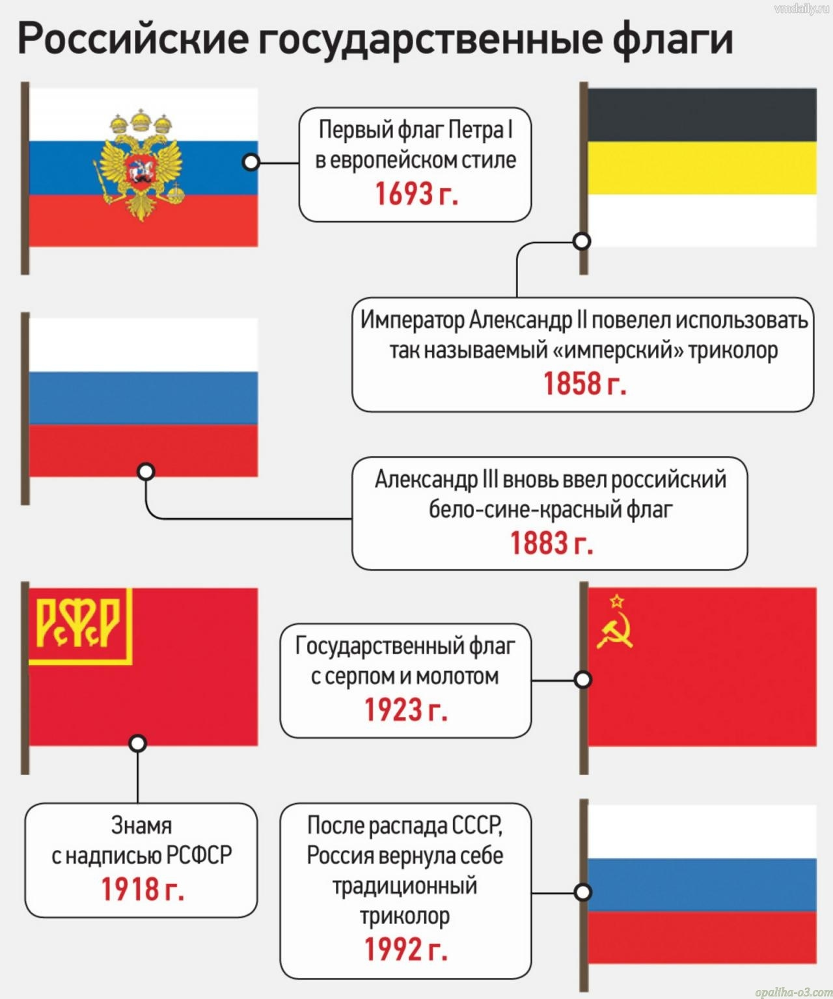 vmdaily.ru
Российские государственные флаги
Первый флаг Петра I
в европейском стиле
1693 г.
Император Александр II повелел использовать
так называемый «имперский» триколор
1858 г.
Александр III вновь ввел российский
бело-сине-красный флаг
1883 г.
РСФСР
Государственный флаг
с серпом и молотом
1923 г.
Знамя
с надписью РСФСР
1918 г.
После распада СССР,
Россия вернула себе
традиционный
триколор
1992 г.
opaliha-o3.com